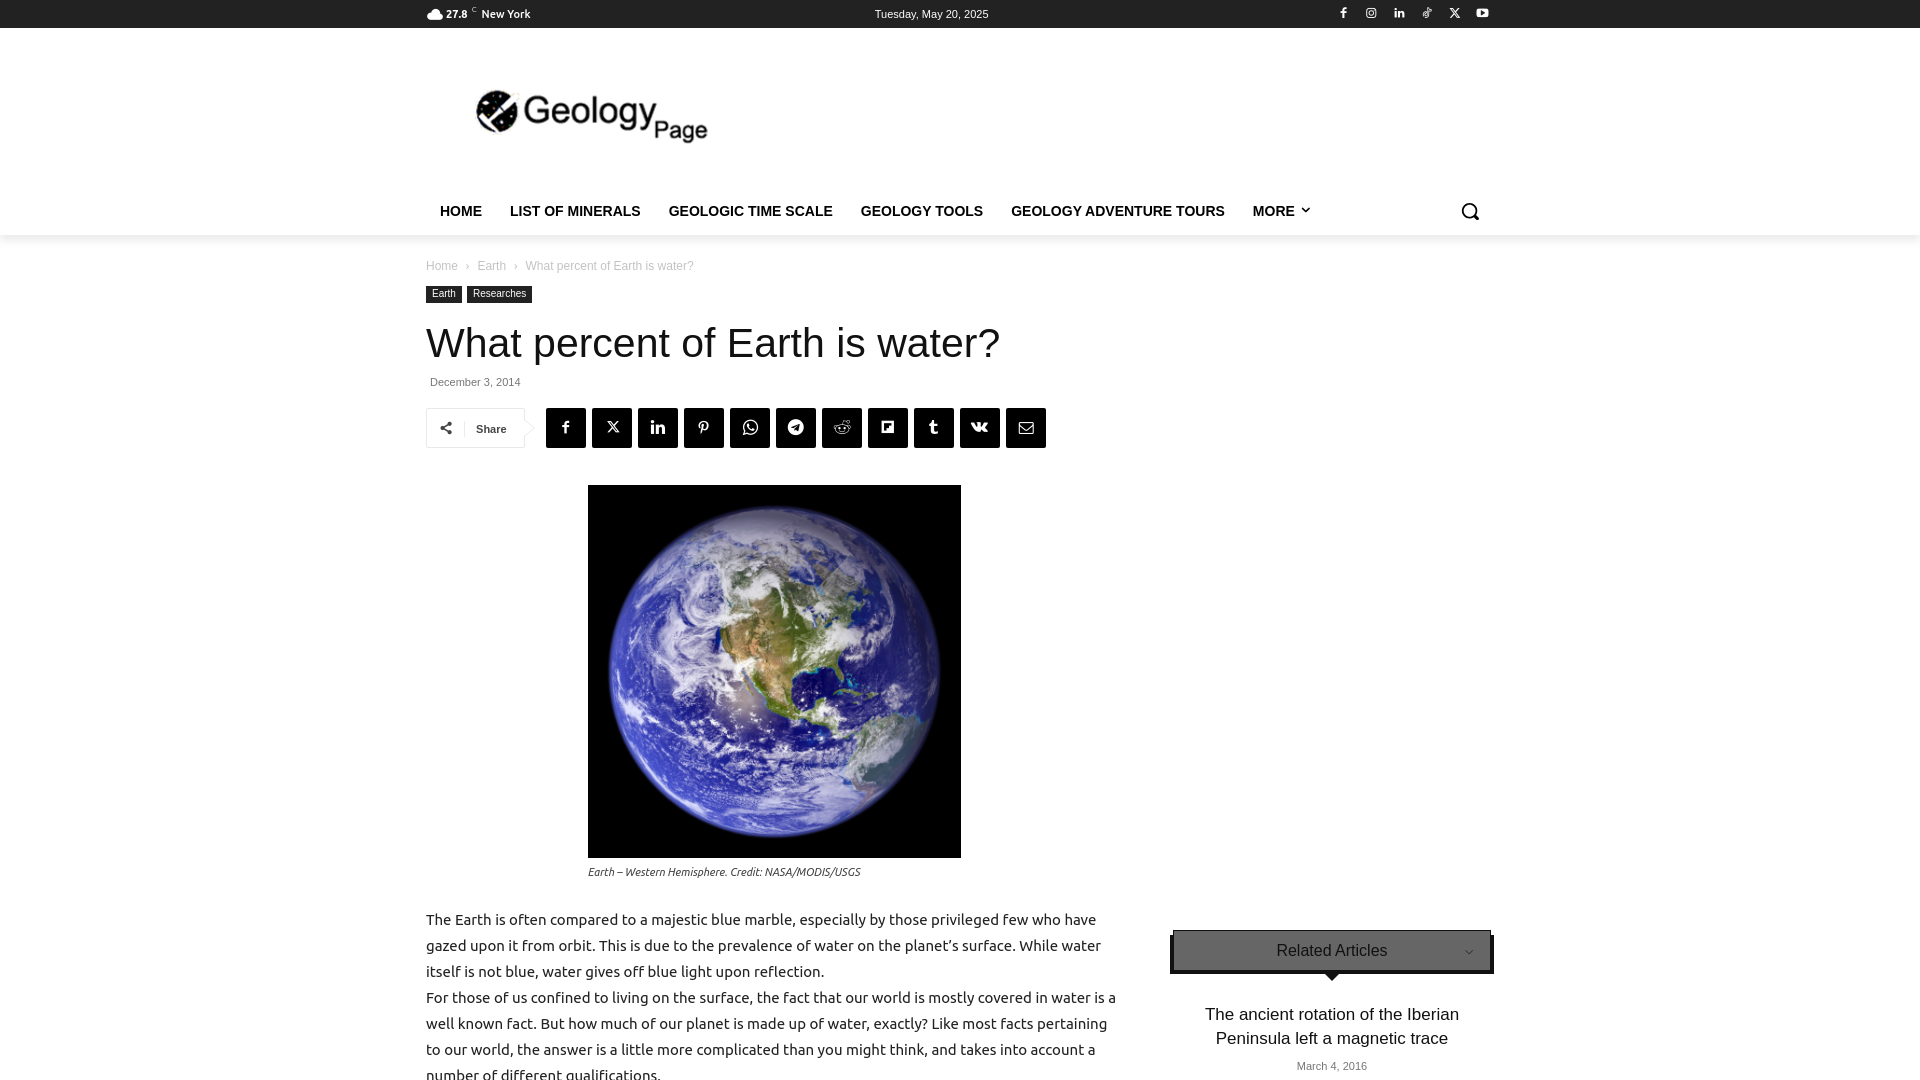 27.8 C New York
Tuesday, May 20, 2025
Geology Page
HOME LIST OF MINERALS GEOLOGIC TIME SCALE GEOLOGY TOOLS GEOLOGY ADVENTURE TOURS MORE
Home › Earth › What percent of Earth is water?
Earth Researches
What percent of Earth is water?
December 3, 2014
Share
Earth – Western Hemisphere. Credit: NASA/MODIS/USGS
The Earth is often compared to a majestic blue marble, especially by those privileged few who have
gazed upon it from orbit. This is due to the prevalence of water on the planet’s surface. While water
itself is not blue, water gives off blue light upon reflection.
For those of us confined to living on the surface, the fact that our world is mostly covered in water is a
well known fact. But how much of our planet is made up of water, exactly? Like most facts pertaining
to our world, the answer is a little more complicated than you might think, and takes into account a
number of different qualifications.
Related Articles
The ancient rotation of the Iberian
Peninsula left a magnetic trace
March 4, 2016